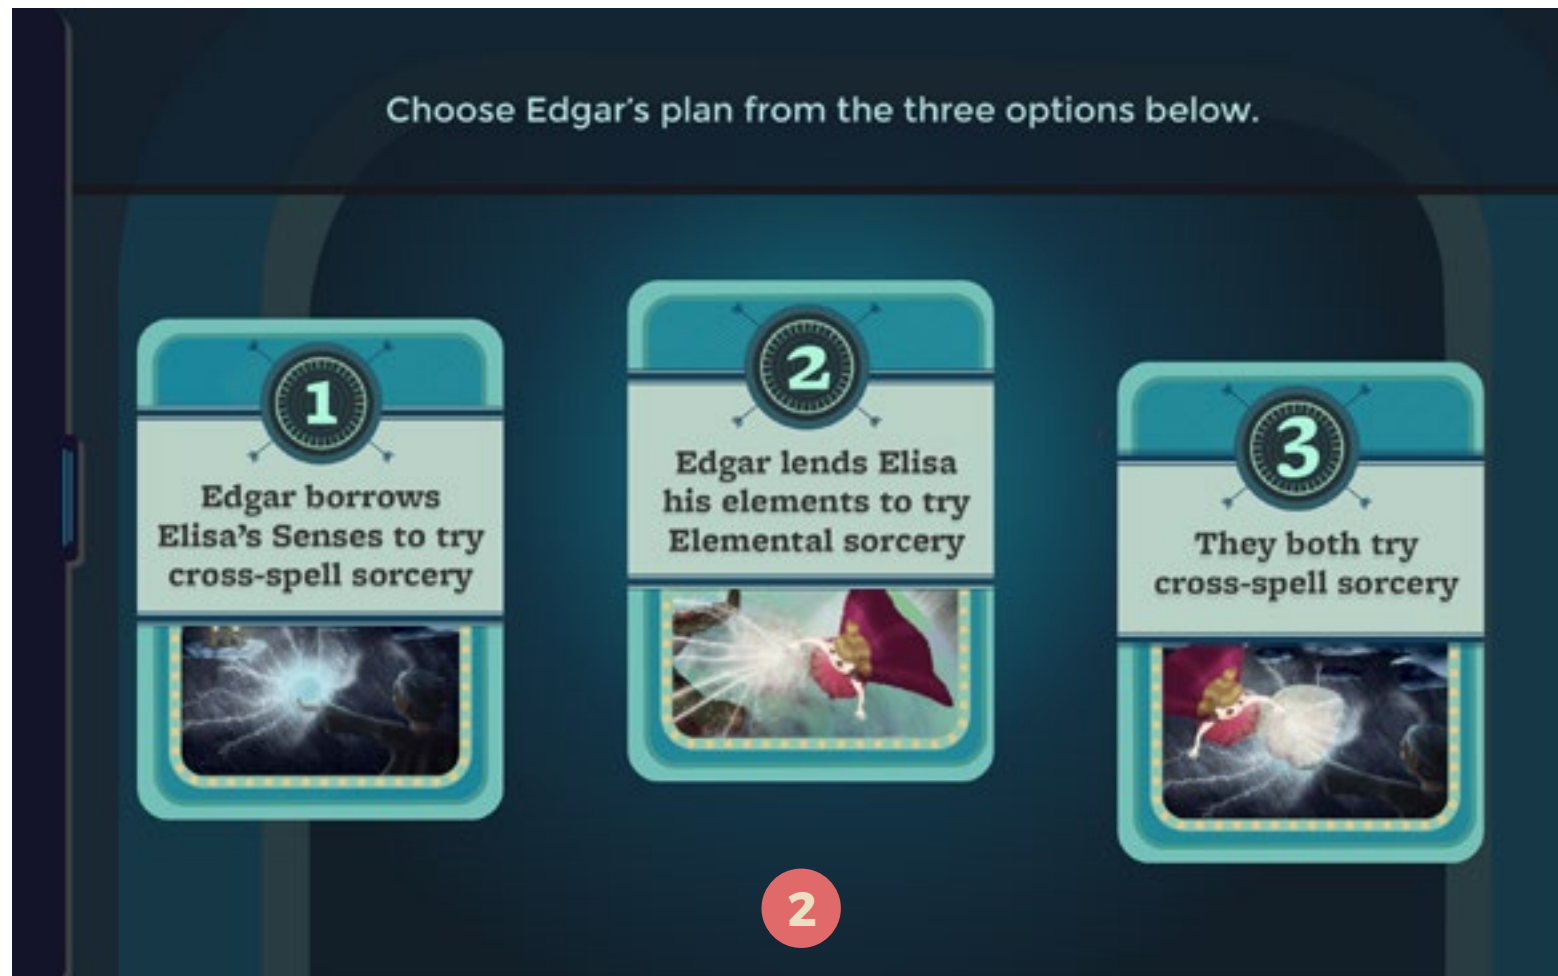 Choose Edgar's plan from the three options below.
1
Edgar borrows
Elisa's Senses to try
cross-spell sorcery
2
Edgar lends Elisa
his elements to try
Elemental sorcery
3
They both try
cross-spell sorcery
2